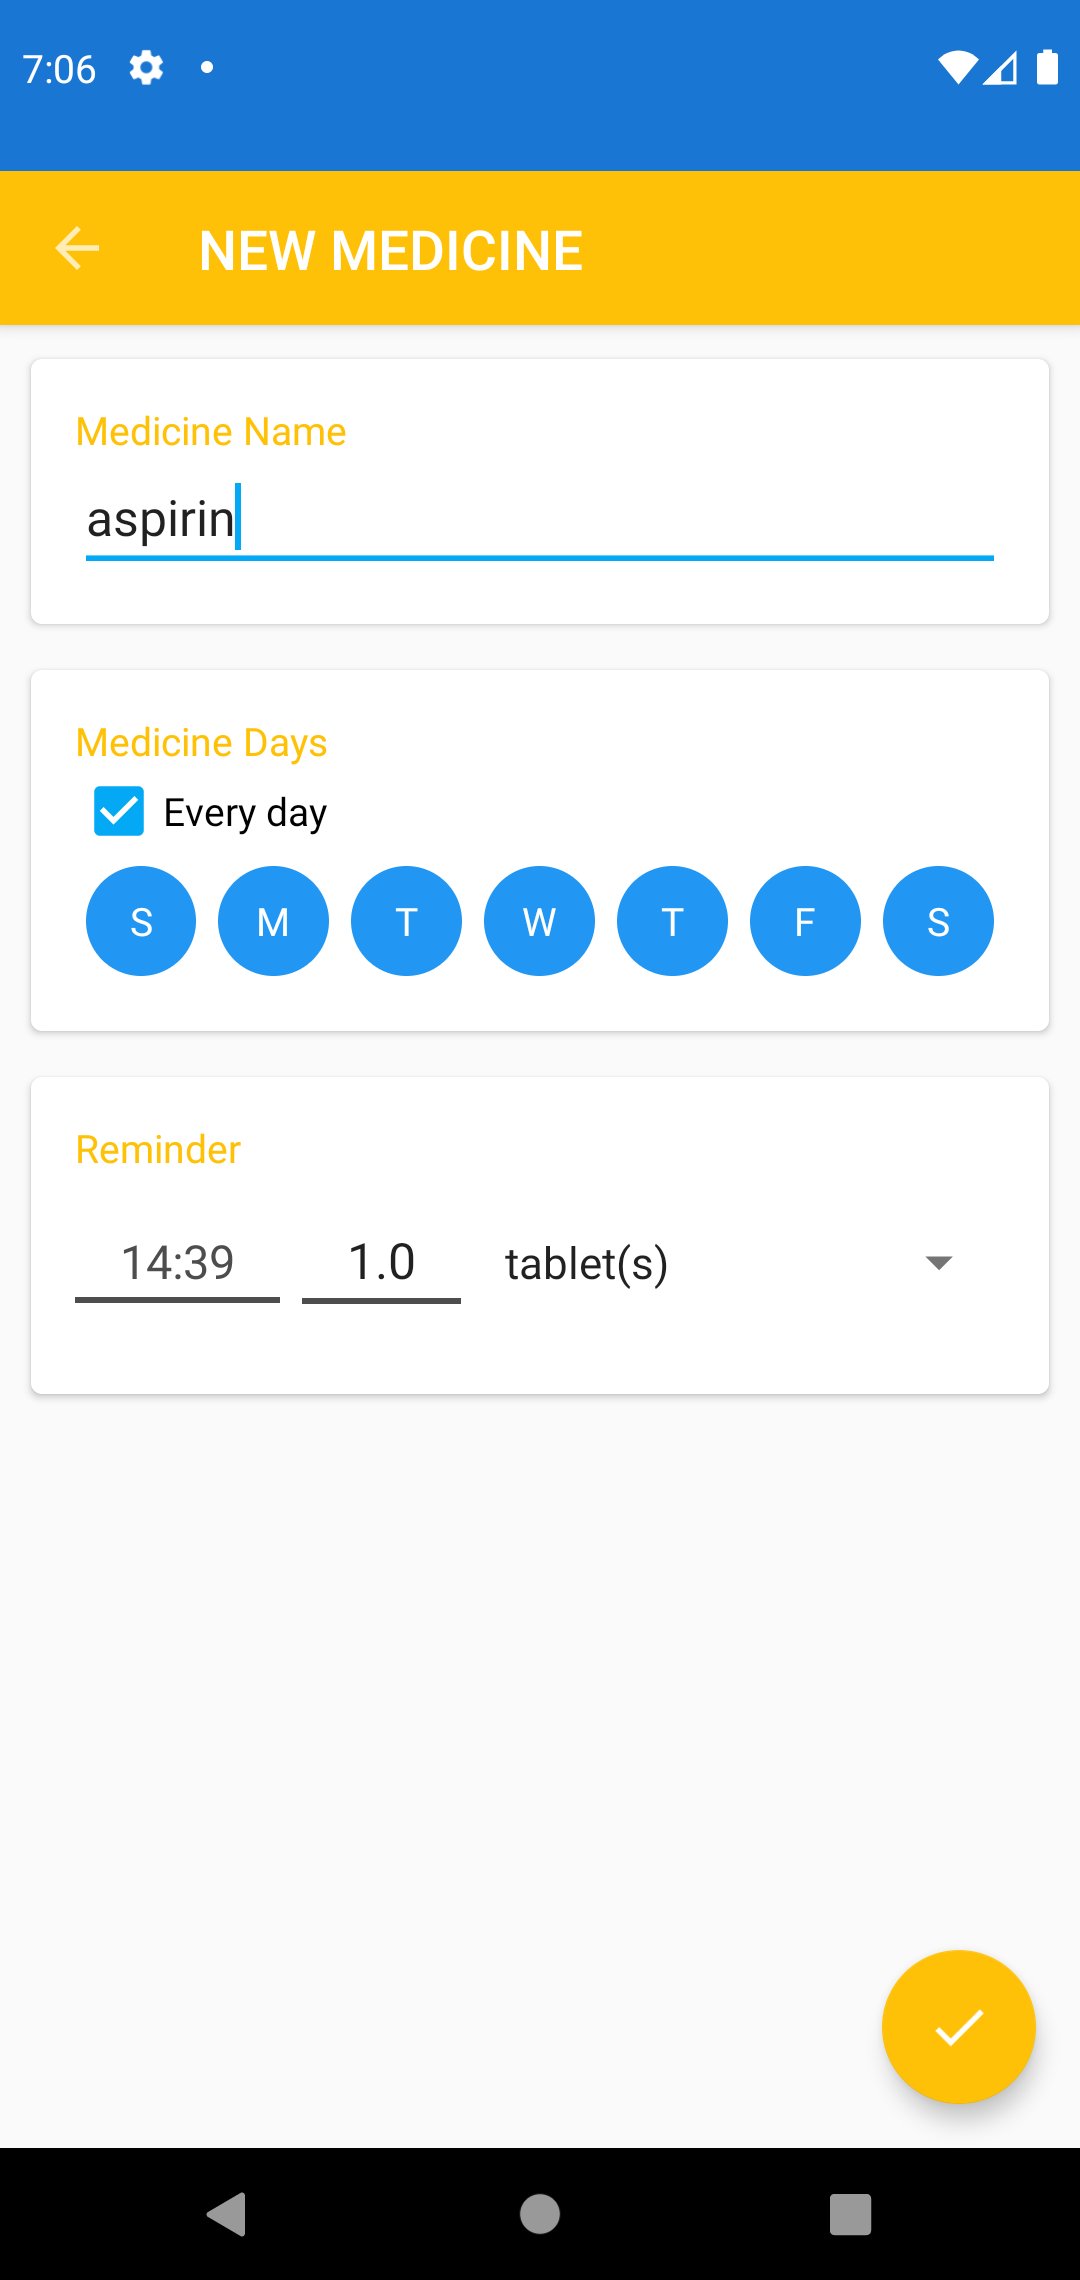 7:06
NEW MEDICINE
Medicine Name
aspirin
Medicine Days
Every day
S M T W T F S
Reminder
14:39 1.0 tablet(s)